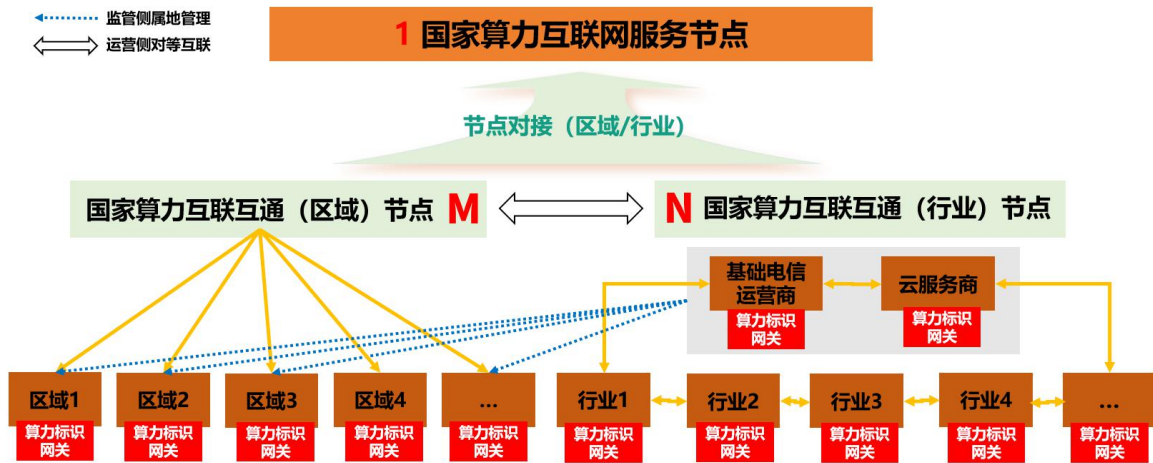 监管侧属地管理
运营侧对等互联
1 国家算力互联网服务节点
节点对接（区域/行业）
国家算力互联互通（区域）节点 M
N 国家算力互联互通（行业）节点
基础电信
运营商
算力标识
网关
云服务商
算力标识
网关
区域1
算力标识
网关
区域2
算力标识
网关
区域3
算力标识
网关
区域4
算力标识
网关
...
算力标识
网关
行业1
算力标识
网关
行业2
算力标识
网关
行业3
算力标识
网关
行业4
算力标识
网关
...
算力标识
网关